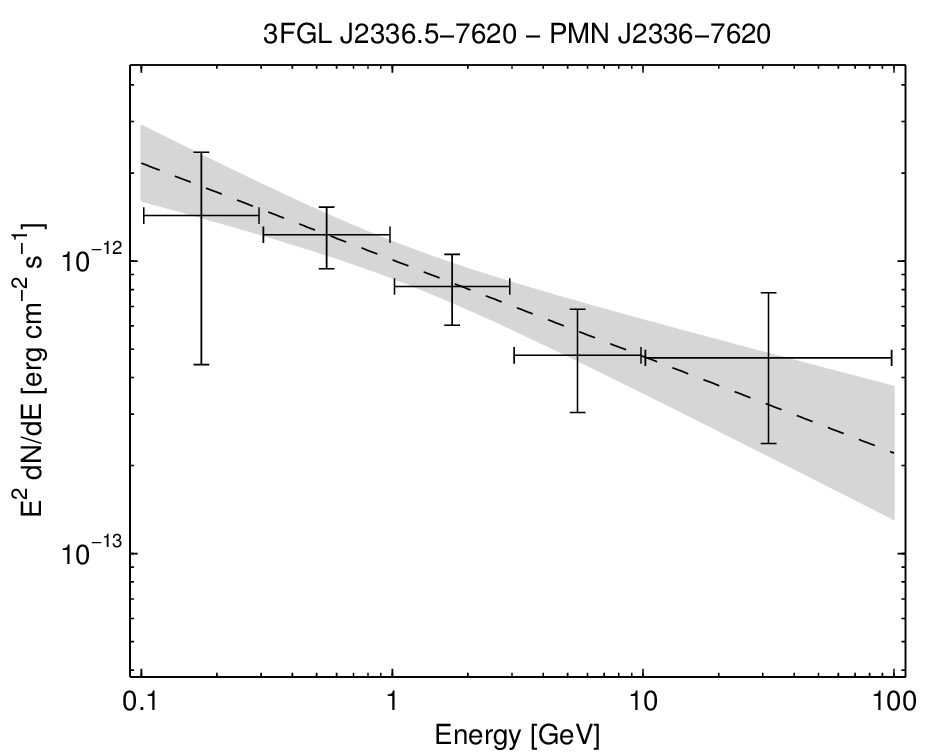 3FGL J2336.5−7620 − PMN J2336−7620
E² dN/dE [erg cm⁻² s⁻¹]
10⁻¹²
10⁻¹³
0.1 1 10 100
Energy [GeV]